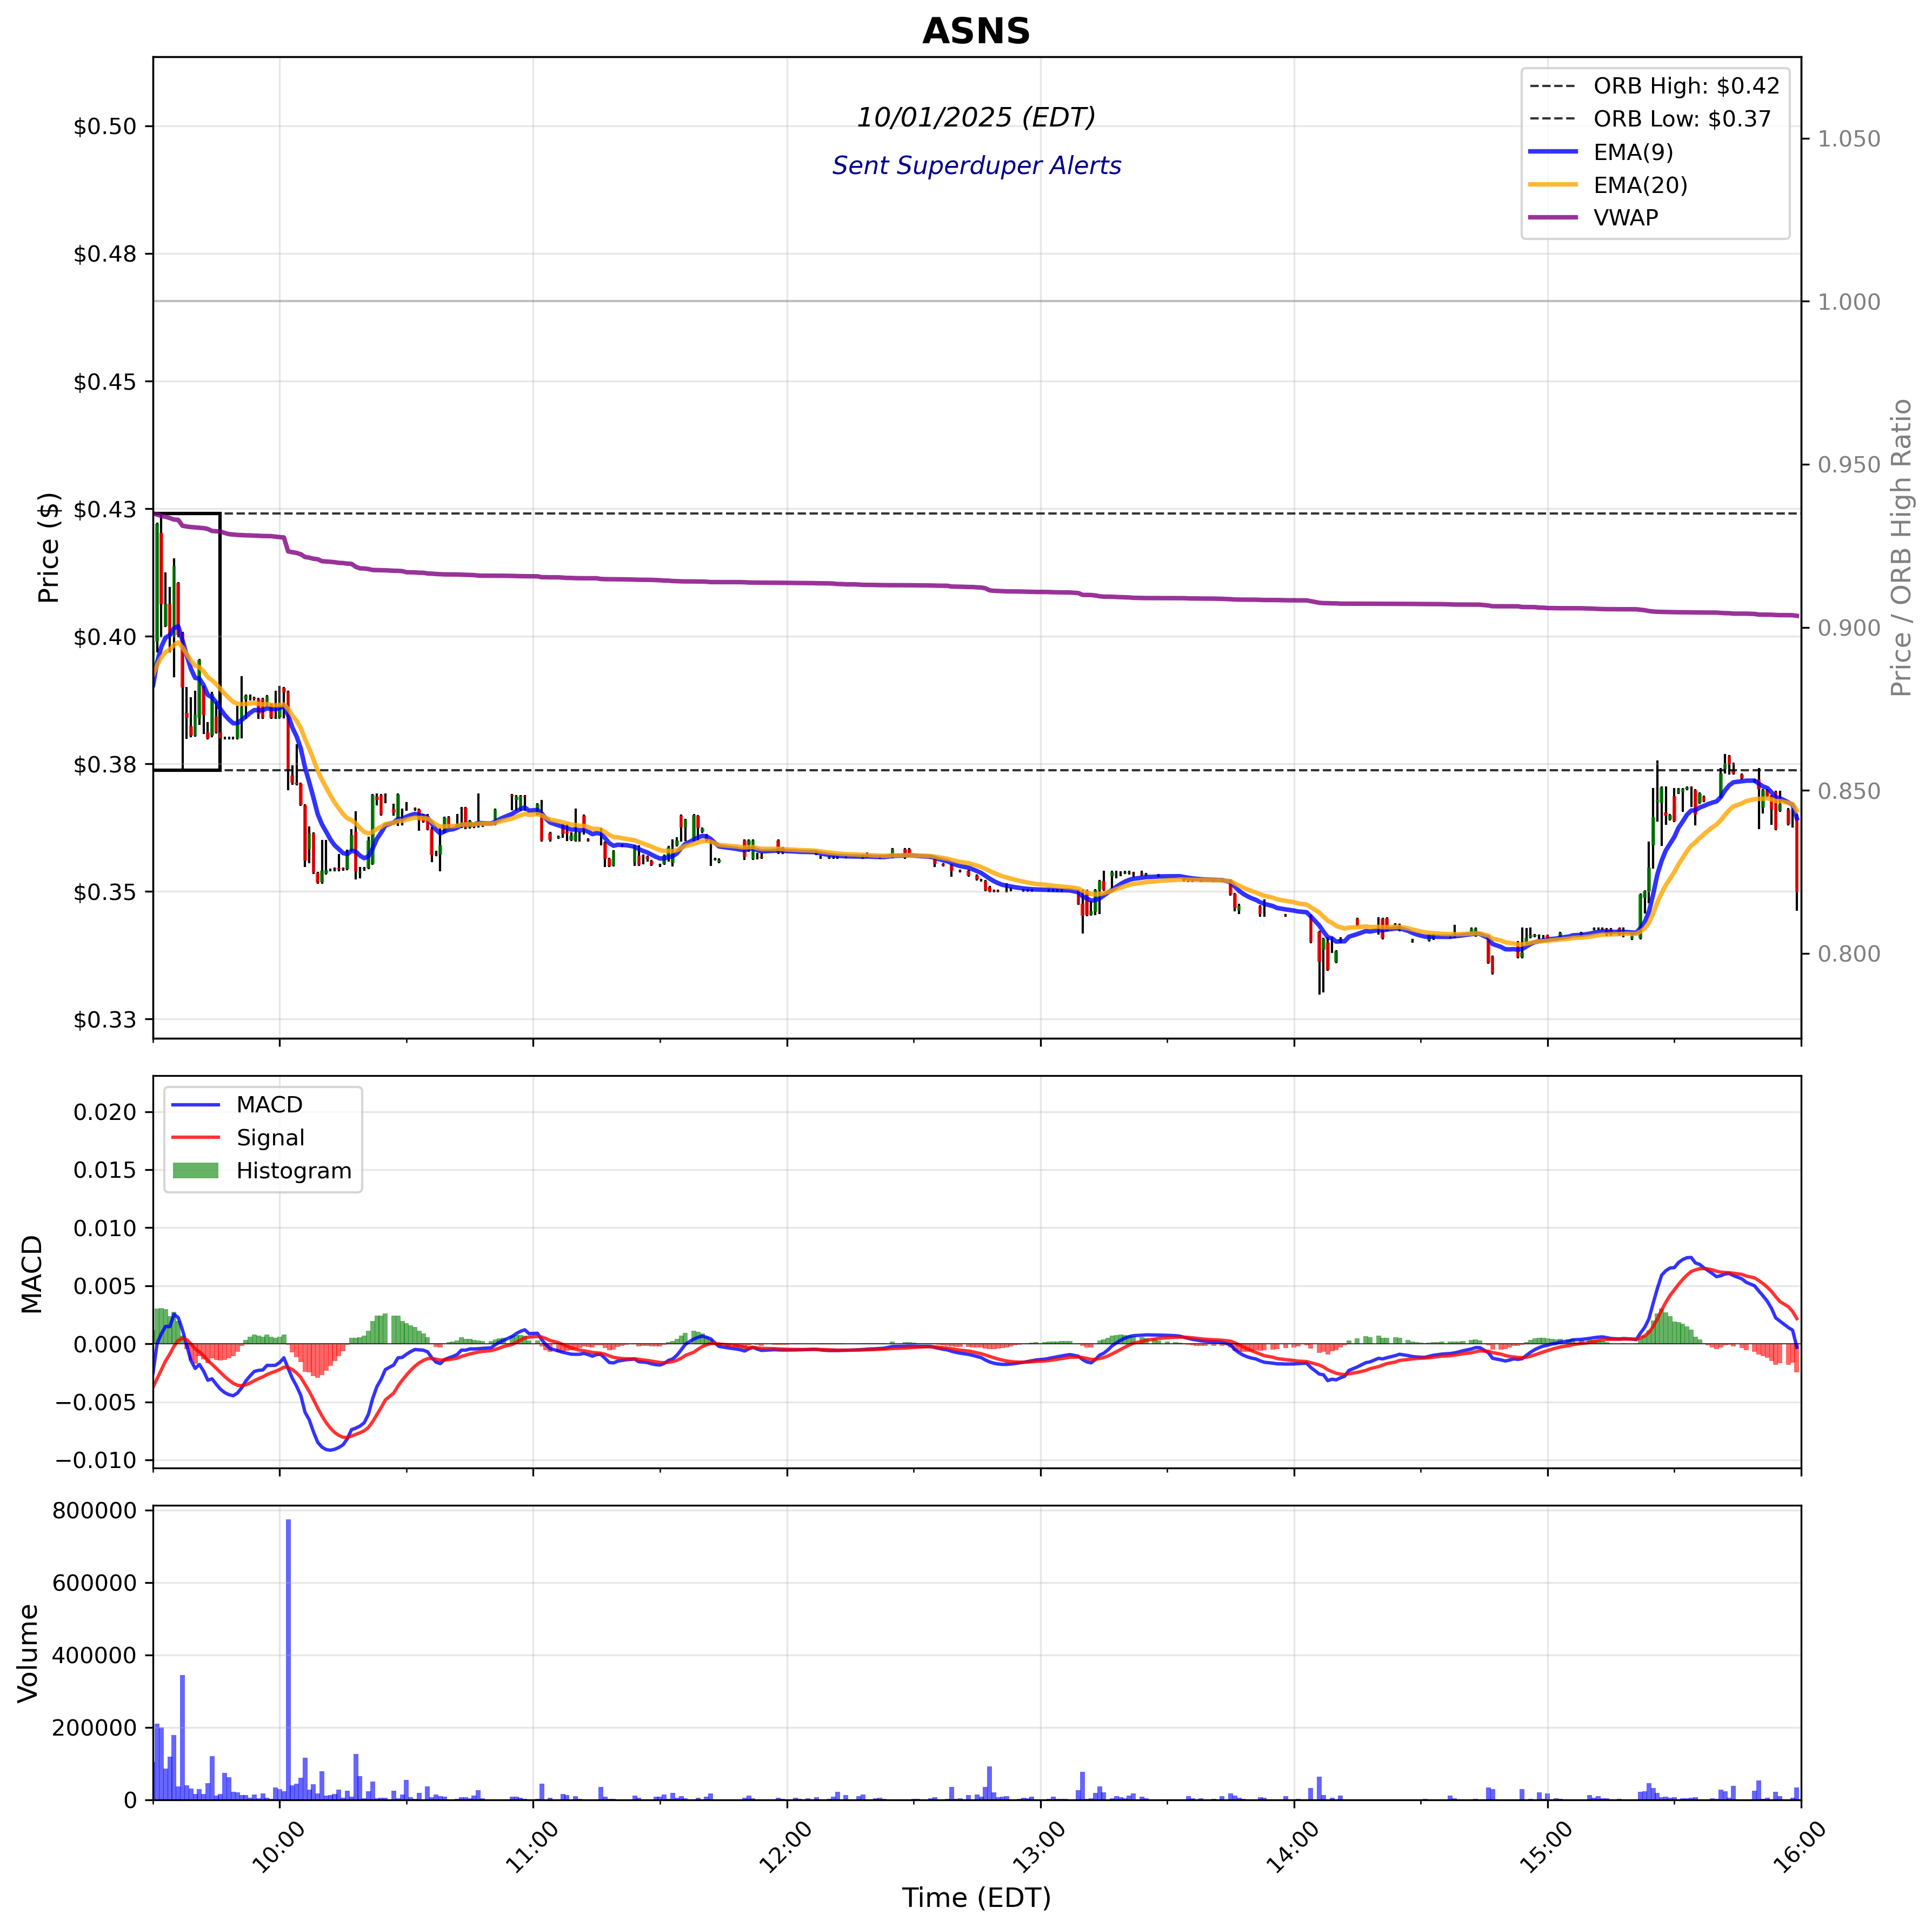 ASNS
10/01/2025 (EDT)
Sent Superduper Alerts
ORB High: $0.42
ORB Low: $0.37
EMA(9)
EMA(20)
VWAP
Price ($)
$0.50
$0.48
$0.45
$0.43
$0.40
$0.38
$0.35
$0.33
Price / ORB High Ratio
1.050
1.000
0.950
0.900
0.850
0.800
MACD
Signal
Histogram
MACD
0.020
0.015
0.010
0.005
0.000
−0.005
−0.010
Volume
800000
600000
400000
200000
0
10:00
11:00
12:00
13:00
14:00
15:00
16:00
Time (EDT)